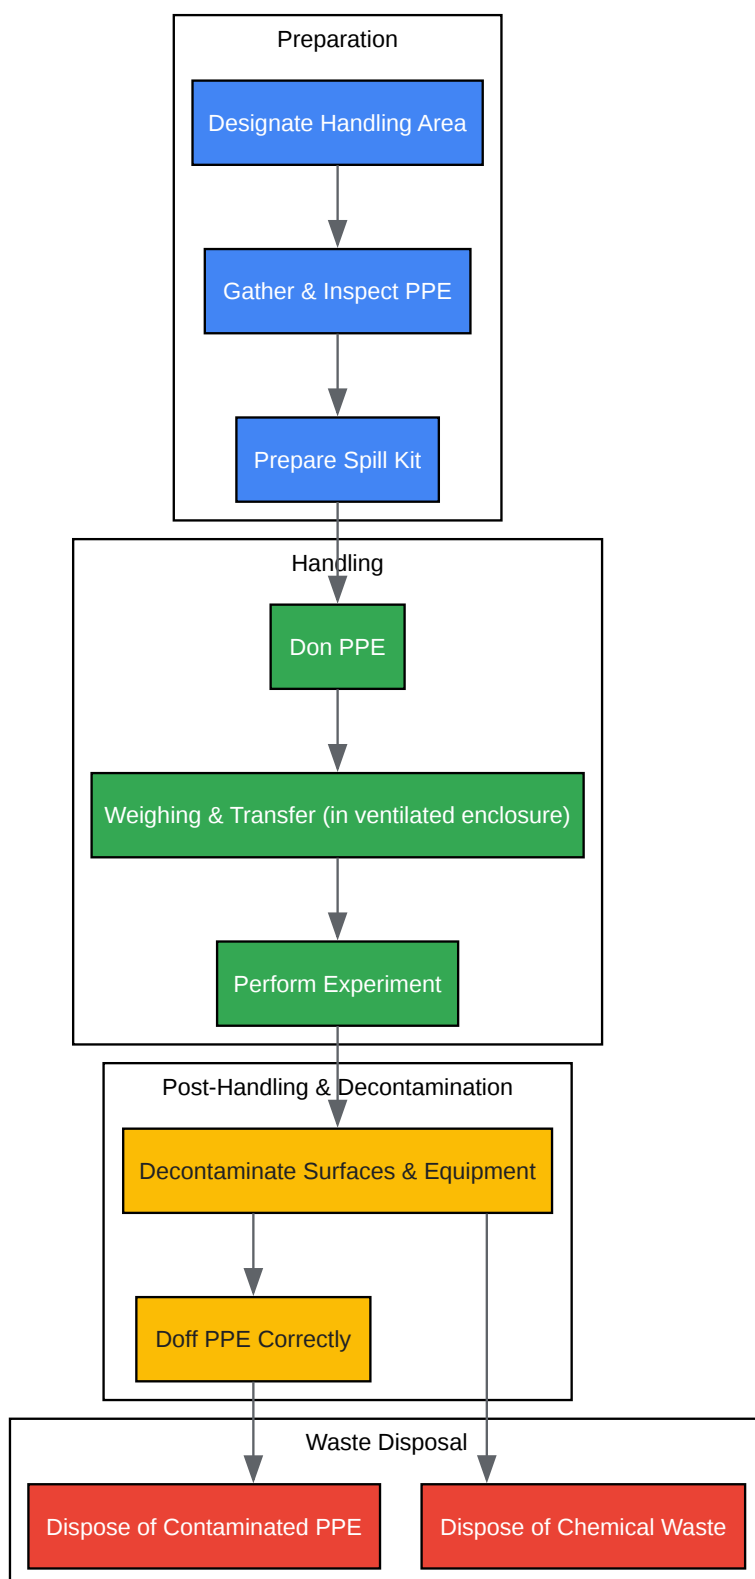 Preparation
Designate Handling Area
Gather & Inspect PPE
Prepare Spill Kit
Handling
Don PPE
Weighing & Transfer (in ventilated enclosure)
Perform Experiment
Post-Handling & Decontamination
Decontaminate Surfaces & Equipment
Doff PPE Correctly
Waste Disposal
Dispose of Contaminated PPE
Dispose of Chemical Waste